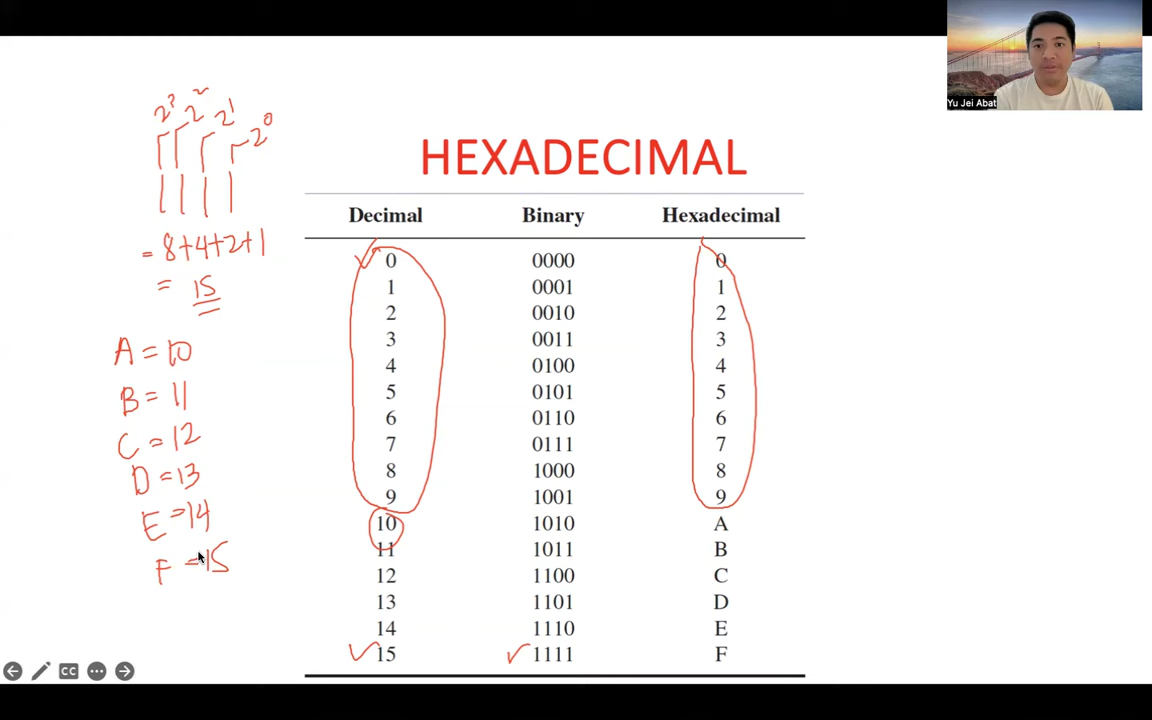 Yu Jei Abat
2³ 2² 2¹ 2⁰
1 1 1 1
= 8+4+2+1
= 15
A = 10
B = 11
C = 12
D = 13
E = 14
F = 15
HEXADECIMAL
Decimal Binary Hexadecimal
0 0000 0
1 0001 1
2 0010 2
3 0011 3
4 0100 4
5 0101 5
6 0110 6
7 0111 7
8 1000 8
9 1001 9
10 1010 A
11 1011 B
12 1100 C
13 1101 D
14 1110 E
15 1111 F
CC